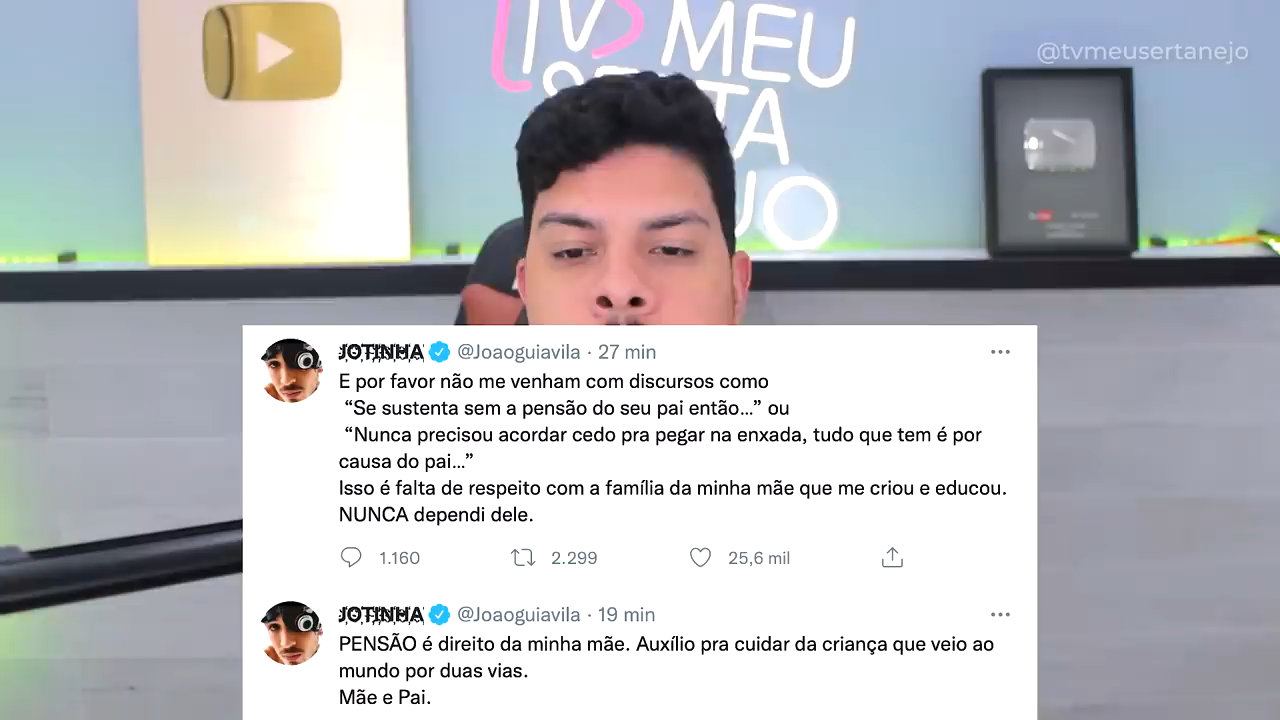 TV MEU
@tvmeusertanejo
JOTINHA @Joaoguiavila · 27 min
E por favor não me venham com discursos como
“Se sustenta sem a pensão do seu pai então…” ou
“Nunca precisou acordar cedo pra pegar na enxada, tudo que tem é por
causa do pai…”
Isso é falta de respeito com a família da minha mãe que me criou e educou.
NUNCA dependi dele.
1.160 2.299 25,6 mil
JOTINHA @Joaoguiavila · 19 min
PENSÃO é direito da minha mãe. Auxílio pra cuidar da criança que veio ao
mundo por duas vias.
Mãe e Pai.